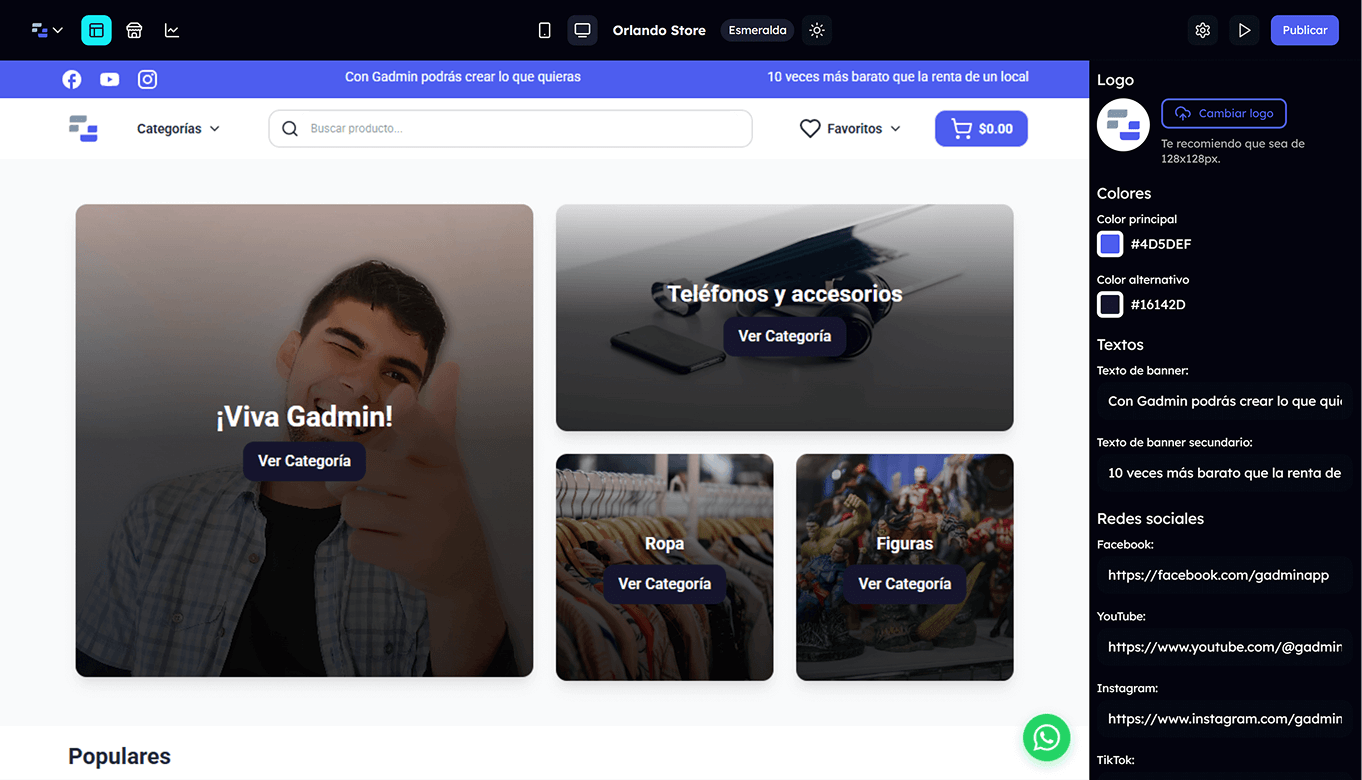 Orlando Store
Esmeralda
Publicar
Con Gadmin podrás crear lo que quieras
10 veces más barato que la renta de un local
Categorías
Buscar producto...
Favoritos
$0.00
¡Viva Gadmin!
Ver Categoría
Teléfonos y accesorios
Ver Categoría
Ropa
Ver Categoría
Figuras
Ver Categoría
Populares
Logo
Cambiar logo
Te recomiendo que sea de
128x128px.
Colores
Color principal
#4D5DEF
Color alternativo
#16142D
Textos
Texto de banner:
Con Gadmin podrás crear lo que qui
Texto de banner secundario:
10 veces más barato que la renta de
Redes sociales
Facebook:
https://facebook.com/gadminapp
YouTube:
https://www.youtube.com/@gadmin
Instagram:
https://www.instagram.com/gadmin
TikTok: